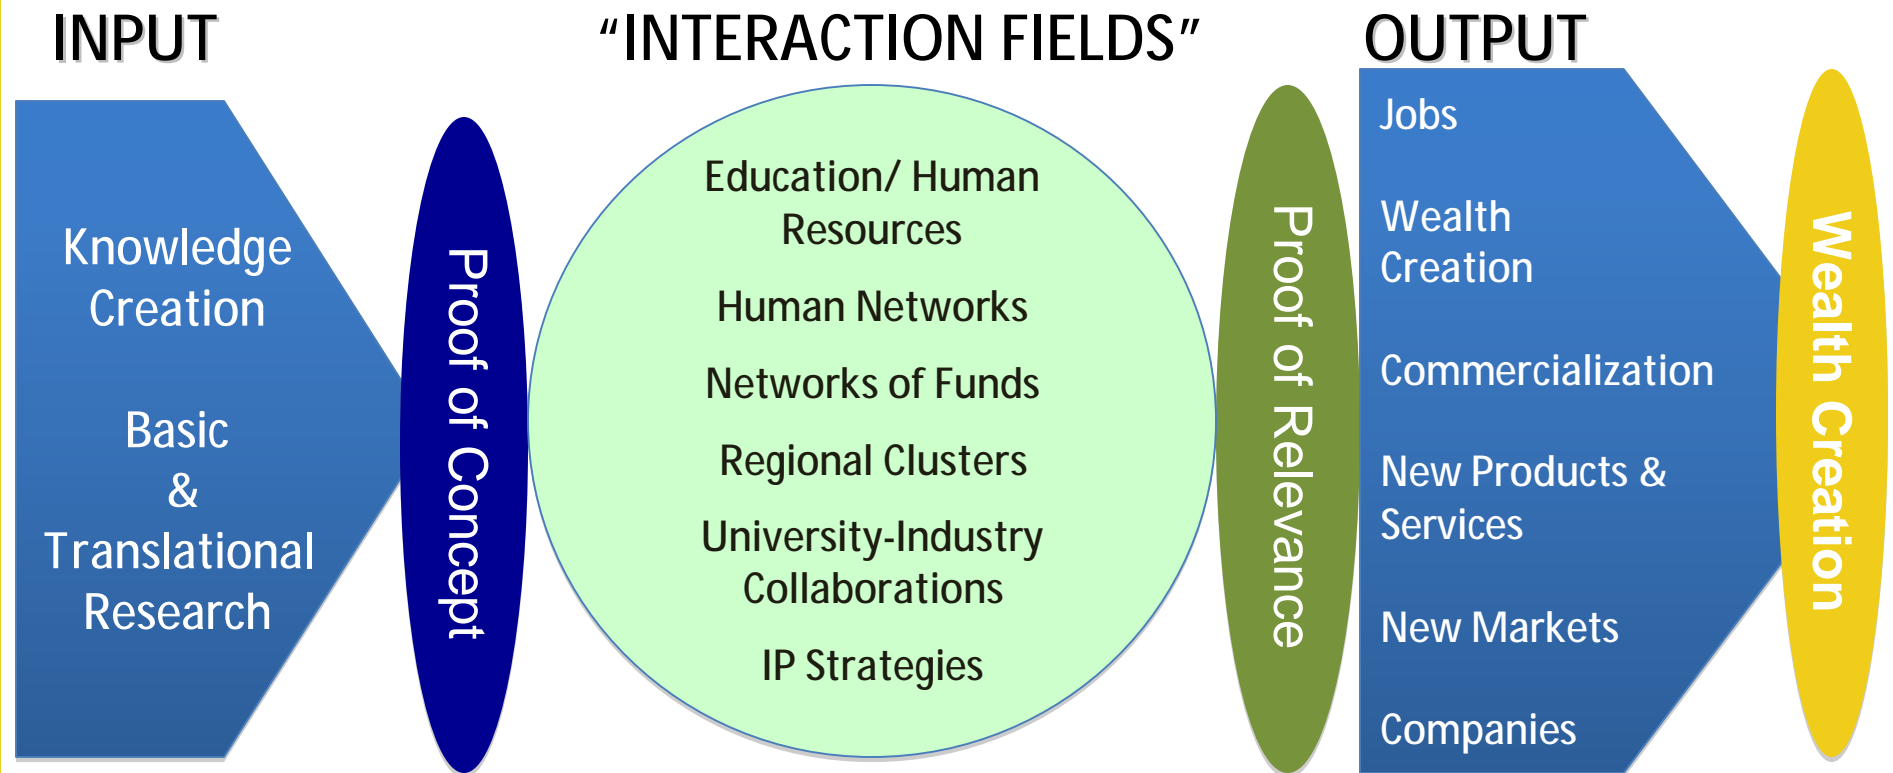 INPUT
“INTERACTION FIELDS”
OUTPUT
Knowledge
Creation
Basic
&
Translational
Research
Proof of Concept
Education/ Human
Resources
Human Networks
Networks of Funds
Regional Clusters
University-Industry
Collaborations
IP Strategies
Proof of Relevance
Jobs
Wealth
Creation
Commercialization
New Products &
Services
New Markets
Companies
Wealth Creation